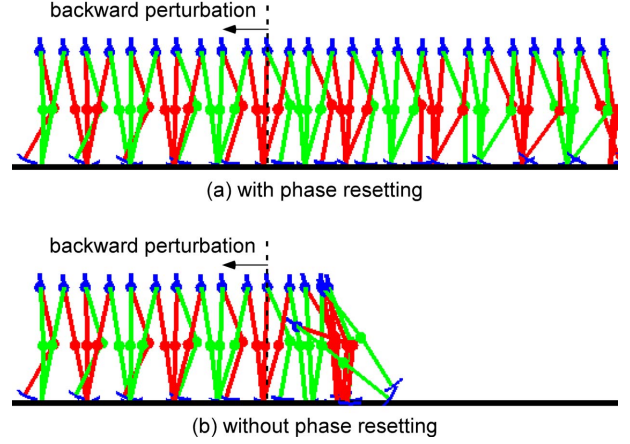 backward perturbation
(a) with phase resetting
backward perturbation
(b) without phase resetting